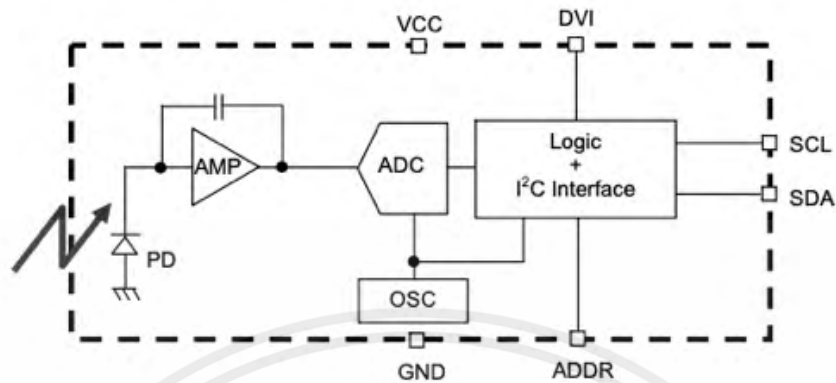 VCC
DVI
AMP
ADC
Logic
+
I²C Interface
SCL
SDA
PD
OSC
GND
ADDR